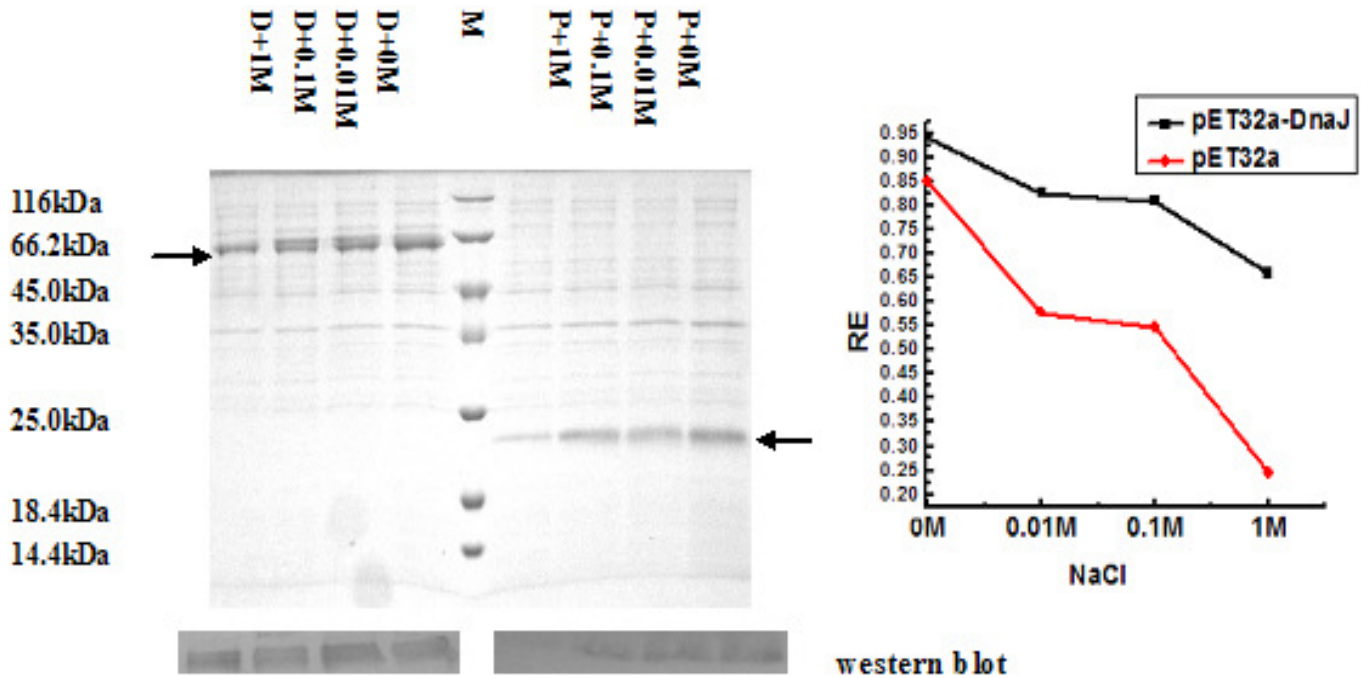 D+1M
D+0.1M
D+0.01M
D+0M
M
P+1M
P+0.1M
P+0.01M
P+0M
116kDa
66.2kDa
45.0kDa
35.0kDa
25.0kDa
18.4kDa
14.4kDa
pET32a-DnaJ
pET32a
RE
0.95
0.90
0.85
0.80
0.70
0.65
0.60
0.55
0.50
0.45
0.40
0.35
0.30
0.25
0.20
0M 0.01M 0.1M 1M
NaCl
western blot